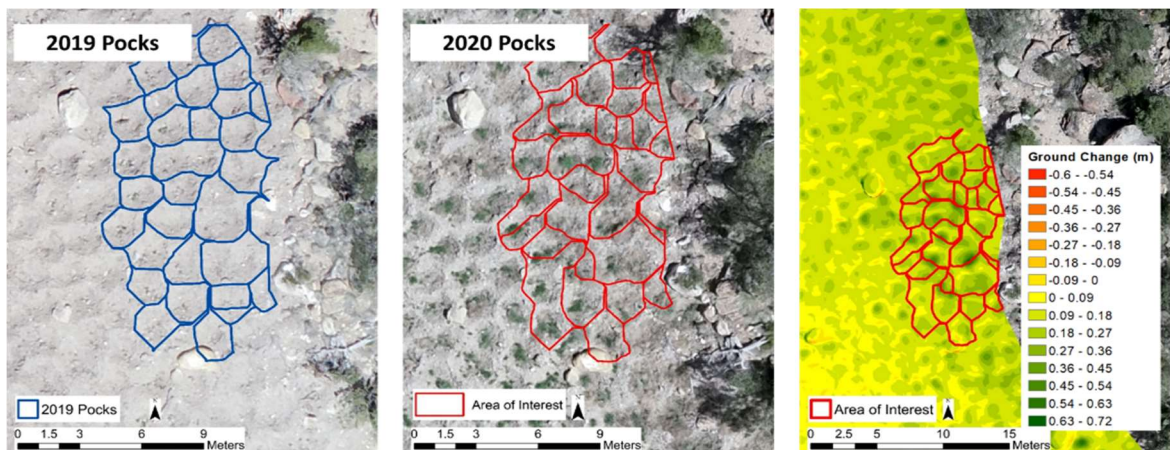 2019 Pocks
2019 Pocks
0 1.5 3 6 9
Meters
2020 Pocks
Area of Interest
0 1.5 3 6 9
Meters
Ground Change (m)
-0.6 - -0.54
-0.54 - -0.45
-0.45 - -0.36
-0.36 - -0.27
-0.27 - -0.18
-0.18 - -0.09
-0.09 - 0
0 - 0.09
0.09 - 0.18
0.18 - 0.27
0.27 - 0.36
0.36 - 0.45
0.45 - 0.54
0.54 - 0.63
0.63 - 0.72
Area of Interest
0 2.5 5 10 15
Meters